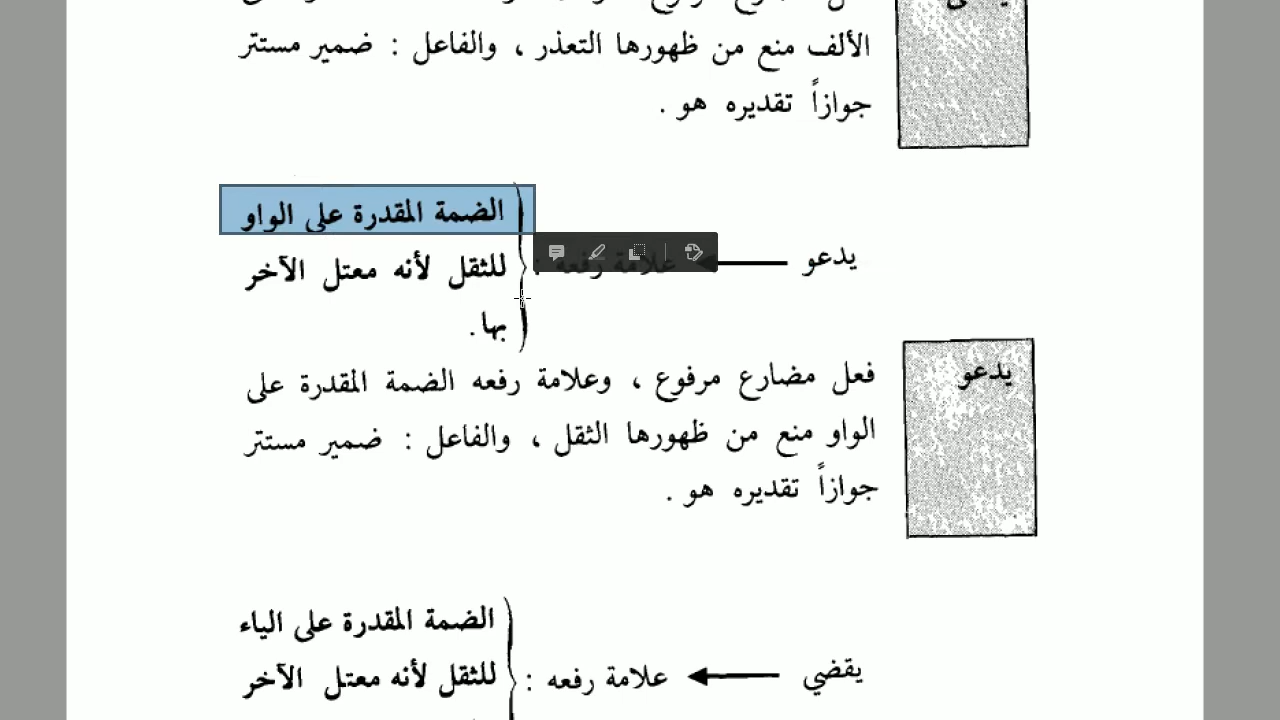 الألف منع من ظهورها التعذر ، والفاعل : ضمير مستتر
جوازاً تقديره هو .
يدعو
علامة رفعه :
الضمة المقدرة على الواو
للثقل لأنه معتل الآخر
بها .
يدعو
فعل مضارع مرفوع ، وعلامة رفعه الضمة المقدرة على
الواو منع من ظهورها الثقل ، والفاعل : ضمير مستتر
جوازاً تقديره هو .
يقضي
علامة رفعه :
الضمة المقدرة على الياء
للثقل لأنه معتل الآخر